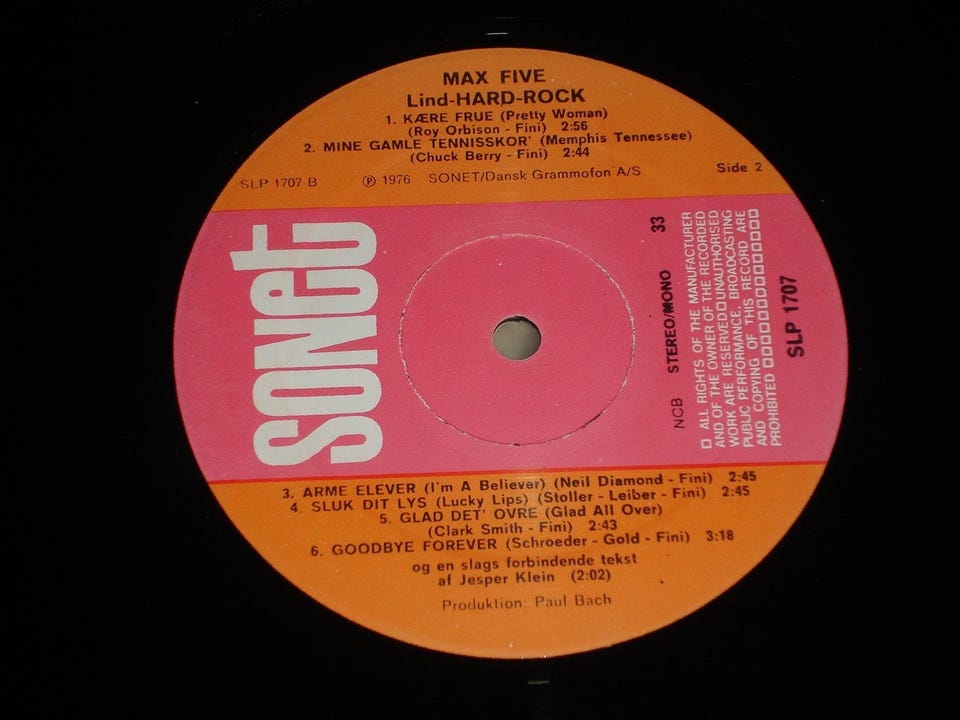 MAX FIVE
Lind-HARD-ROCK
1. KÆRE FRUE (Pretty Woman)
(Roy Orbison - Fini) 2:56
2. MINE GAMLE TENNISSKOR' (Memphis Tennessee)
(Chuck Berry - Fini) 2:44
SLP 1707 B ℗ 1976 SONET/Dansk Grammofon A/S Side 2
sonet
NCB STEREO/MONO 33
□ ALL RIGHTS OF THE MANUFACTURER
AND OF THE OWNER OF THE RECORDED
WORK ARE RESERVED □ UNAUTHORISED
PUBLIC PERFORMANCE, BROADCASTING
AND COPYING OF THIS RECORD ARE
PROHIBITED □□□□□□□□□□□□□□□
SLP 1707
3. ARME ELEVER (I'm A Believer) (Neil Diamond - Fini) 2:45
4. SLUK DIT LYS (Lucky Lips) (Stoller - Leiber - Fini) 2:45
5. GLAD DET' OVRE (Glad All Over)
(Clark Smith - Fini) 2:43
6. GOODBYE FOREVER (Schroeder - Gold - Fini) 3:18
og en slags forbindende tekst
af Jesper Klein (2:02)
Produktion: Paul Bach